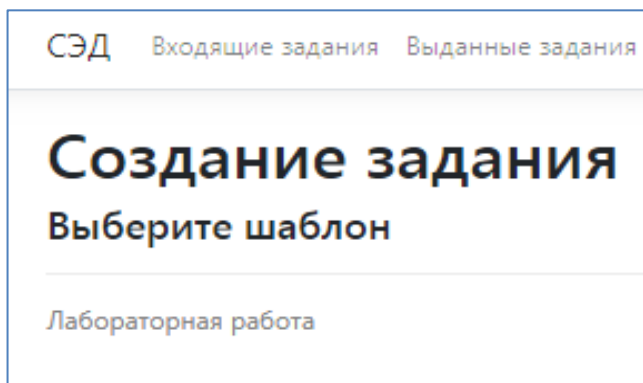 СЭД Входящие задания Выданные задания
Создание задания
Выберите шаблон
Лабораторная работа